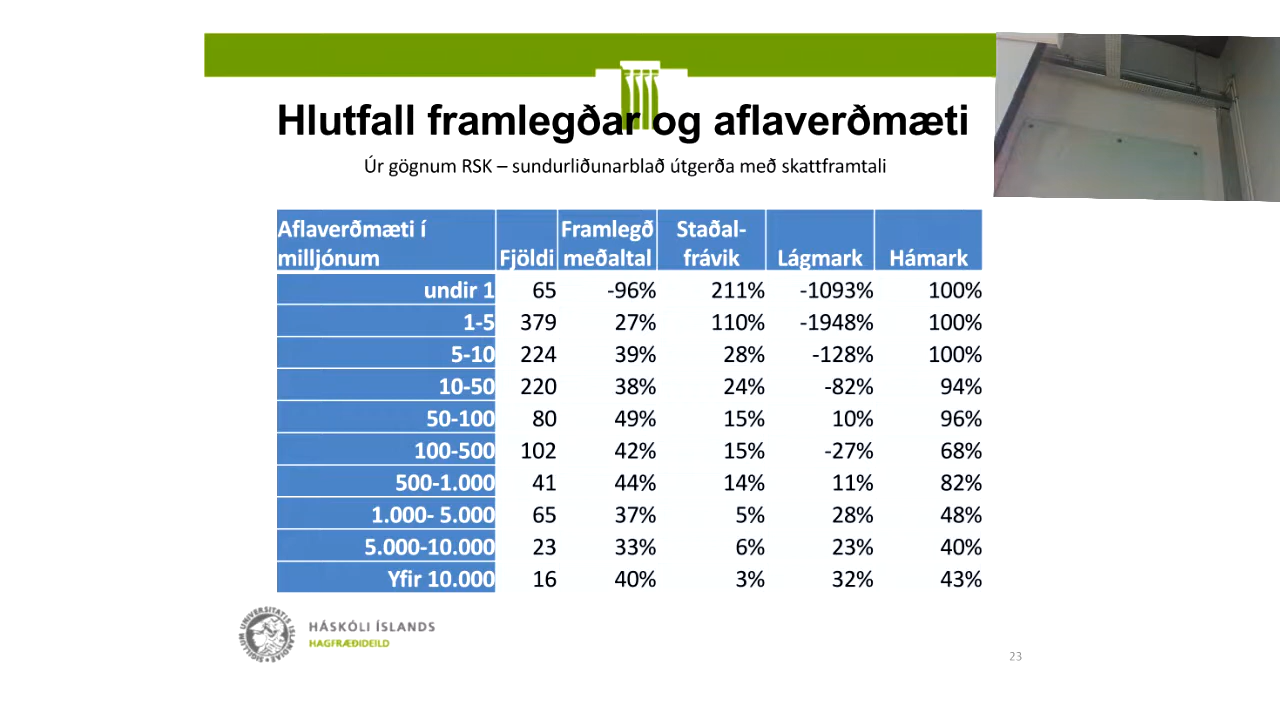 Hlutfall framlegðar og aflaverðmæti
Úr gögnum RSK – sundurliðunarblað útgerða með skattframtali
Aflaverðmæti í milljónum Fjöldi Framlegð meðaltal Staðal-frávik Lágmark Hámark
undir 1 65 -96% 211% -1093% 100%
1-5 379 27% 110% -1948% 100%
5-10 224 39% 28% -128% 100%
10-50 220 38% 24% -82% 94%
50-100 80 49% 15% 10% 96%
100-500 102 42% 15% -27% 68%
500-1.000 41 44% 14% 11% 82%
1.000- 5.000 65 37% 5% 28% 48%
5.000-10.000 23 33% 6% 23% 40%
Yfir 10.000 16 40% 3% 32% 43%
HÁSKÓLI ÍSLANDS
HAGFRÆÐIDEILD
23